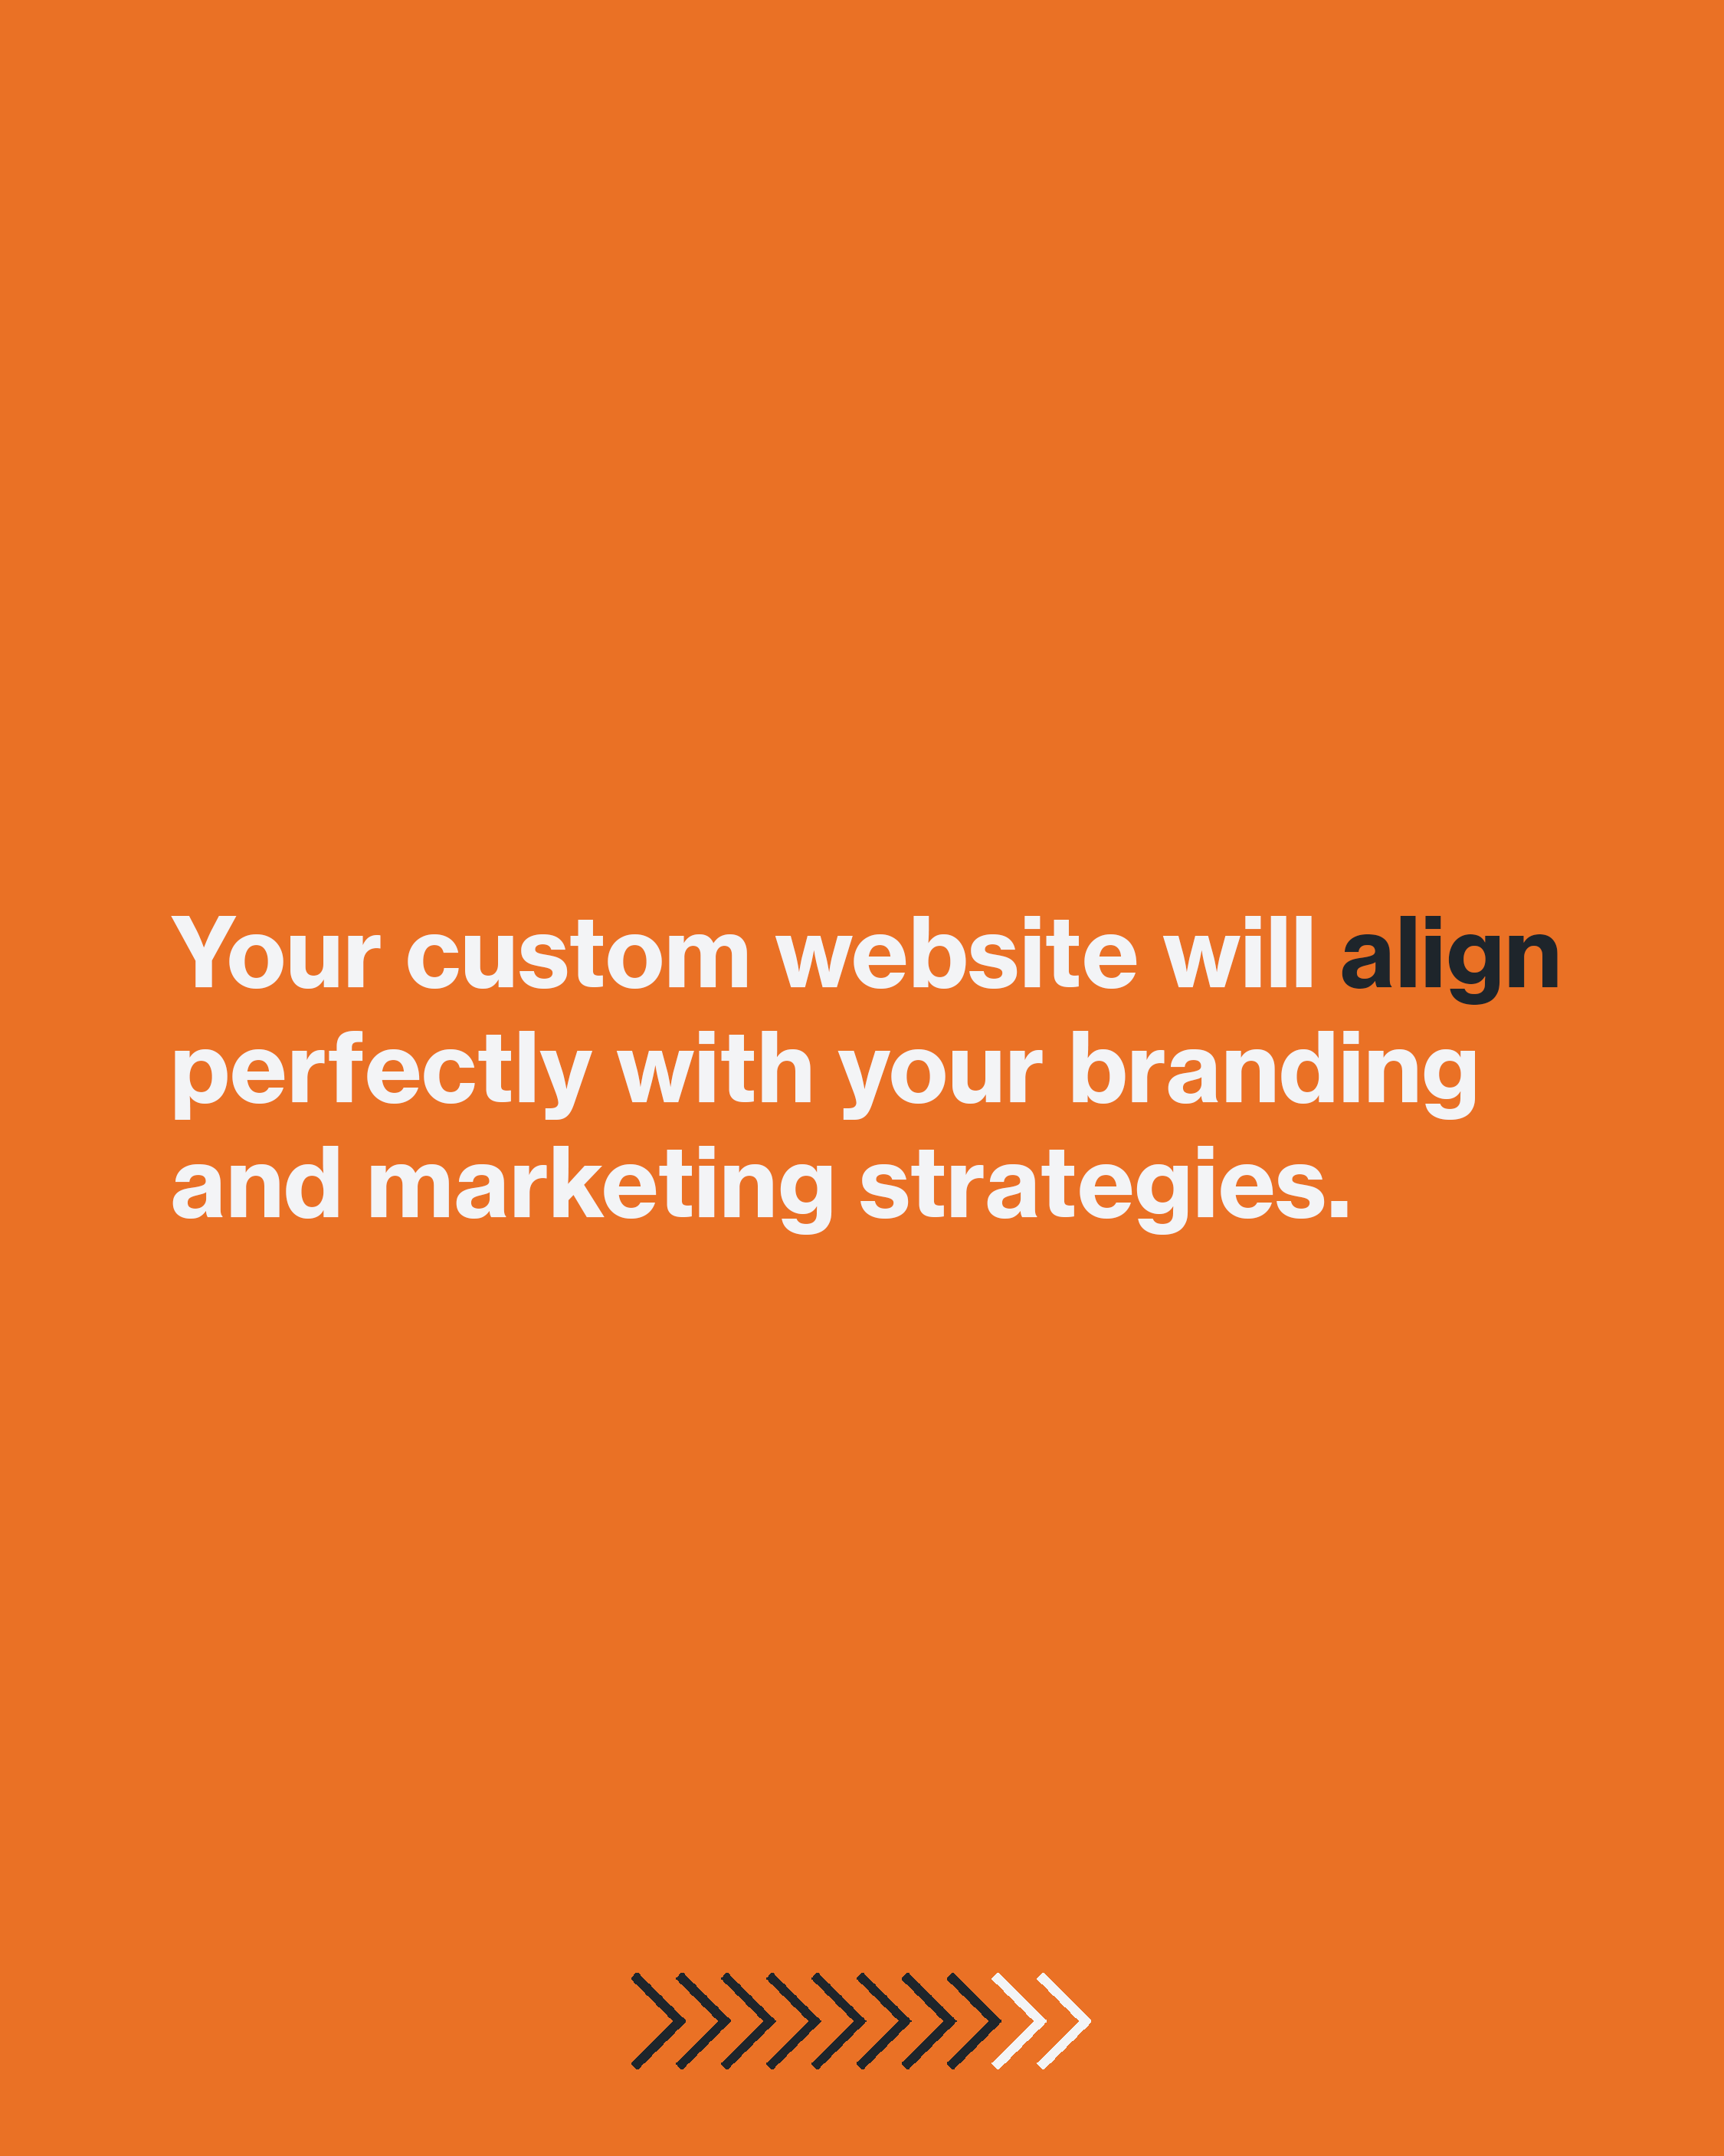 Your custom website will align
perfectly with your branding
and marketing strategies.